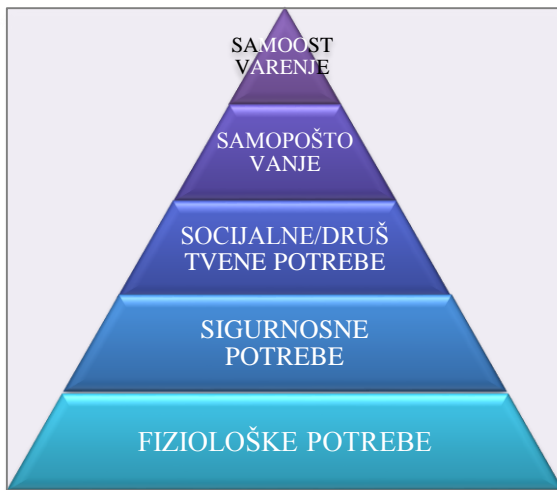 SAMOOST
VARENJE
SAMOPOŠTO
VANJE
SOCIJALNE/DRUŠ
TVENE POTREBE
SIGURNOSNE
POTREBE
FIZIOLOŠKE POTREBE